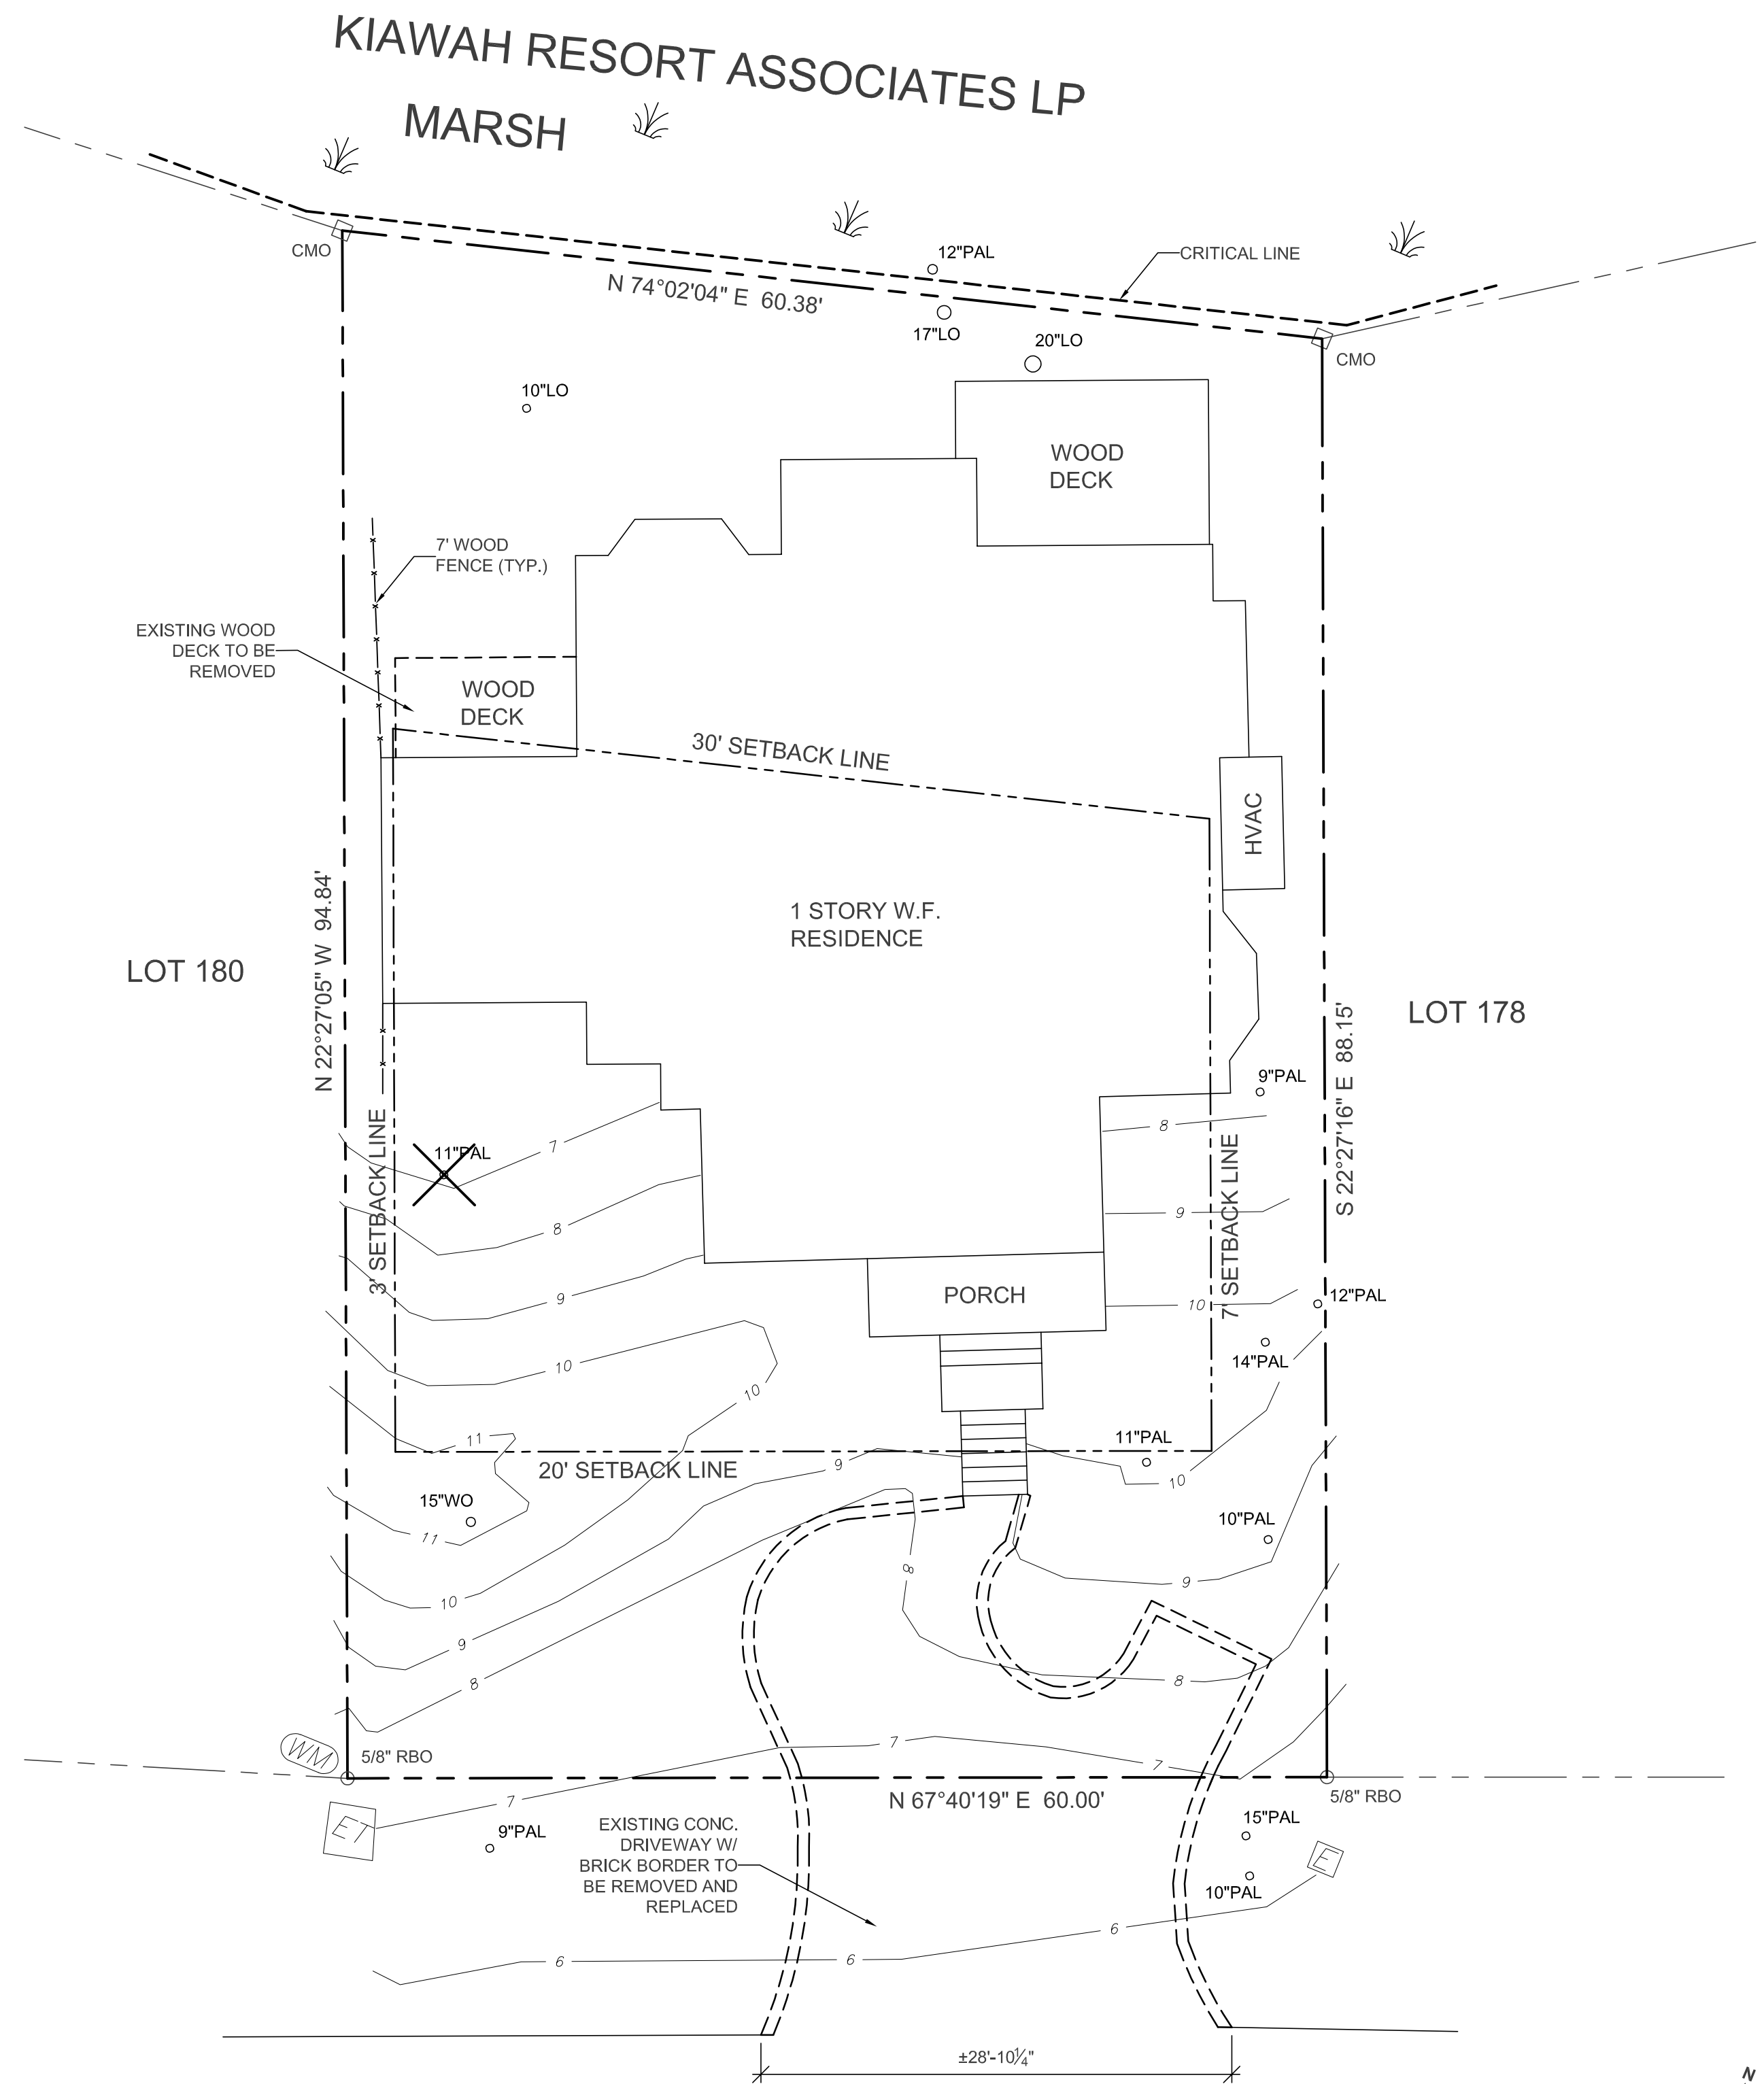 KIAWAH RESORT ASSOCIATES LP
MARSH
CMO
12"PAL
CRITICAL LINE
N 74°02'04" E 60.38'
17"LO
20"LO
CMO
10"LO
WOOD
DECK
7' WOOD
FENCE (TYP.)
EXISTING WOOD
DECK TO BE
REMOVED
WOOD
DECK
30' SETBACK LINE
HVAC
1 STORY W.F.
RESIDENCE
LOT 180
N 22°27'05" W 94.84'
LOT 178
S 22°27'16" E 88.15'
9"PAL
8
7
11"PAL
3' SETBACK LINE
7' SETBACK LINE
8
9
9
10
PORCH
12"PAL
14"PAL
10
10
11
11"PAL
20' SETBACK LINE
9
10
15"WO
11
10"PAL
8
9
10
9
8
8
WM
5/8" RBO
7
7
N 67°40'19" E 60.00'
5/8" RBO
7
ET
9"PAL
EXISTING CONC.
DRIVEWAY W/
BRICK BORDER TO
BE REMOVED AND
REPLACED
15"PAL
E
10"PAL
6
6
6
±28'-10¼"
N